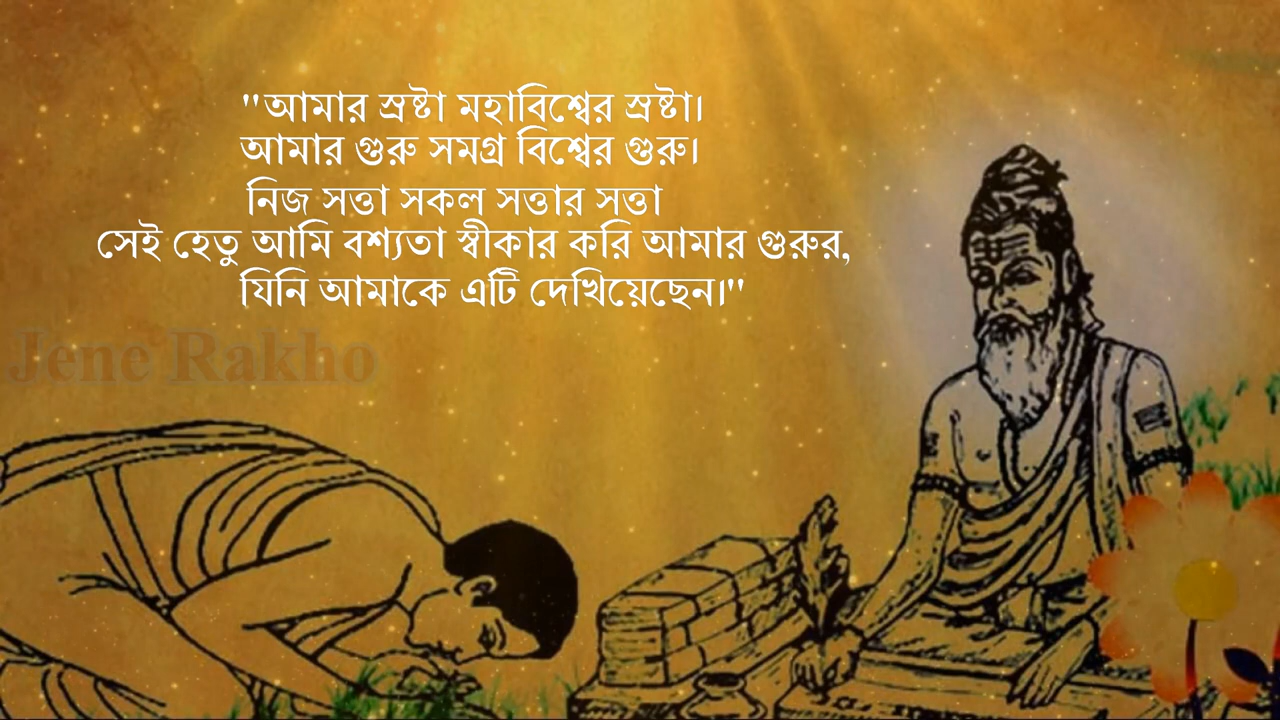 "আমার স্রষ্টা মহাবিশ্বের স্রষ্টা।
আমার গুরু সমগ্র বিশ্বের গুরু।
নিজ সত্তা সকল সত্তার সত্তা
সেই হেতু আমি বশ্যতা স্বীকার করি আমার গুরুর,
যিনি আমাকে এটি দেখিয়েছেন।"
Jene Rakho